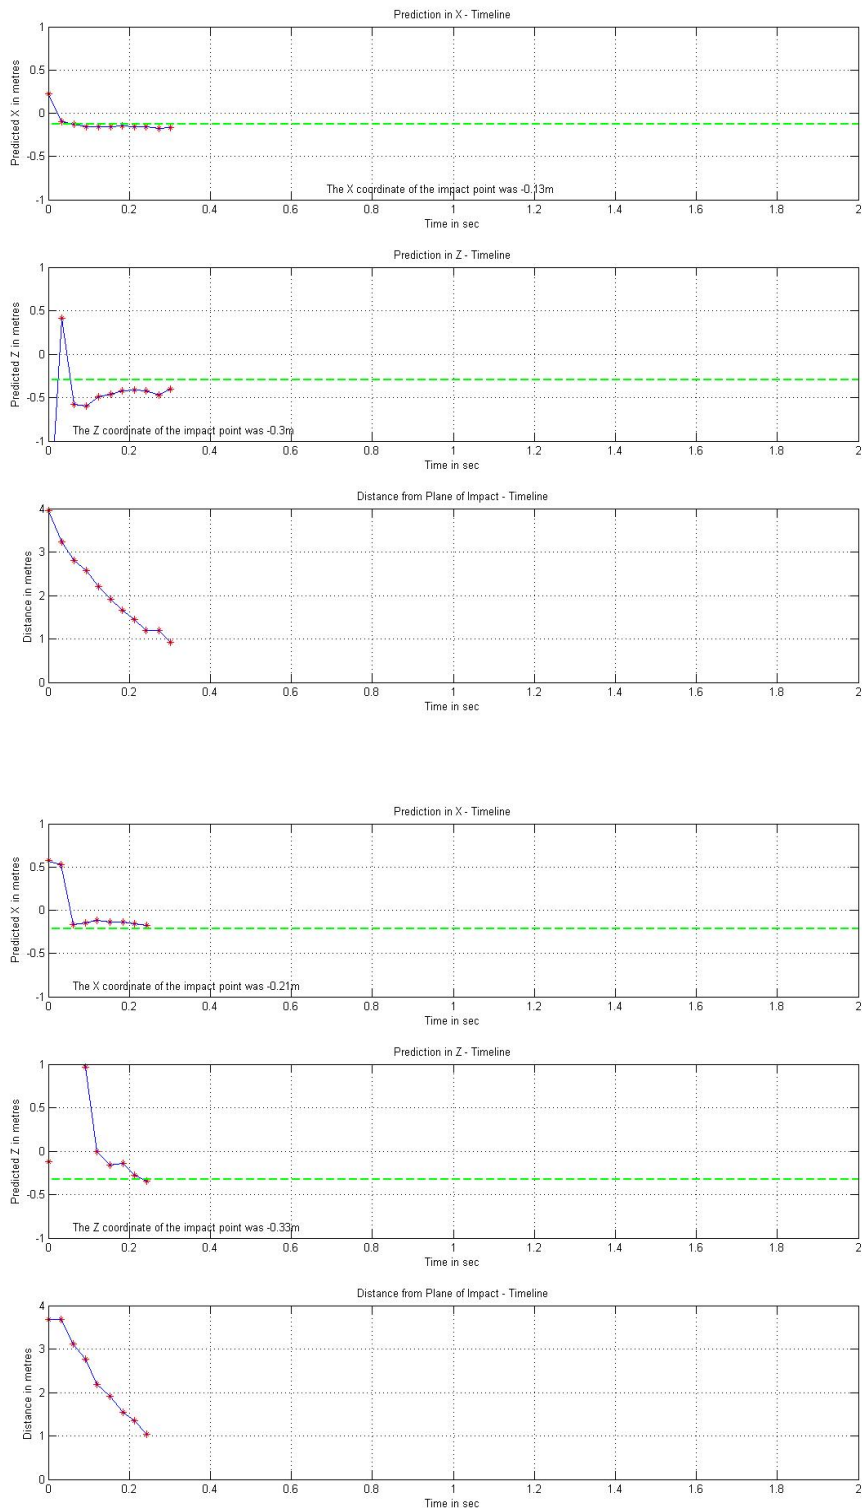 Prediction in X - Timeline
1
0.5
0
-0.5
-1
Predicted X in metres
The X coordinate of the impact point was -0.13m
0 0.2 0.4 0.6 0.8 1 1.2 1.4 1.6 1.8 2
Time in sec
Prediction in Z - Timeline
1
0.5
0
-0.5
-1
Predicted Z in metres
The Z coordinate of the impact point was -0.3m
0 0.2 0.4 0.6 0.8 1 1.2 1.4 1.6 1.8 2
Time in sec
Distance from Plane of Impact - Timeline
4
3
2
1
0
Distance in metres
0 0.2 0.4 0.6 0.8 1 1.2 1.4 1.6 1.8 2
Time in sec
Prediction in X - Timeline
1
0.5
0
-0.5
-1
Predicted X in metres
The X coordinate of the impact point was -0.21m
0 0.2 0.4 0.6 0.8 1 1.2 1.4 1.6 1.8 2
Time in sec
Prediction in Z - Timeline
1
0.5
0
-0.5
-1
Predicted Z in metres
The Z coordinate of the impact point was -0.33m
0 0.2 0.4 0.6 0.8 1 1.2 1.4 1.6 1.8 2
Time in sec
Distance from Plane of Impact - Timeline
4
3
2
1
0
Distance in metres
0 0.2 0.4 0.6 0.8 1 1.2 1.4 1.6 1.8 2
Time in sec